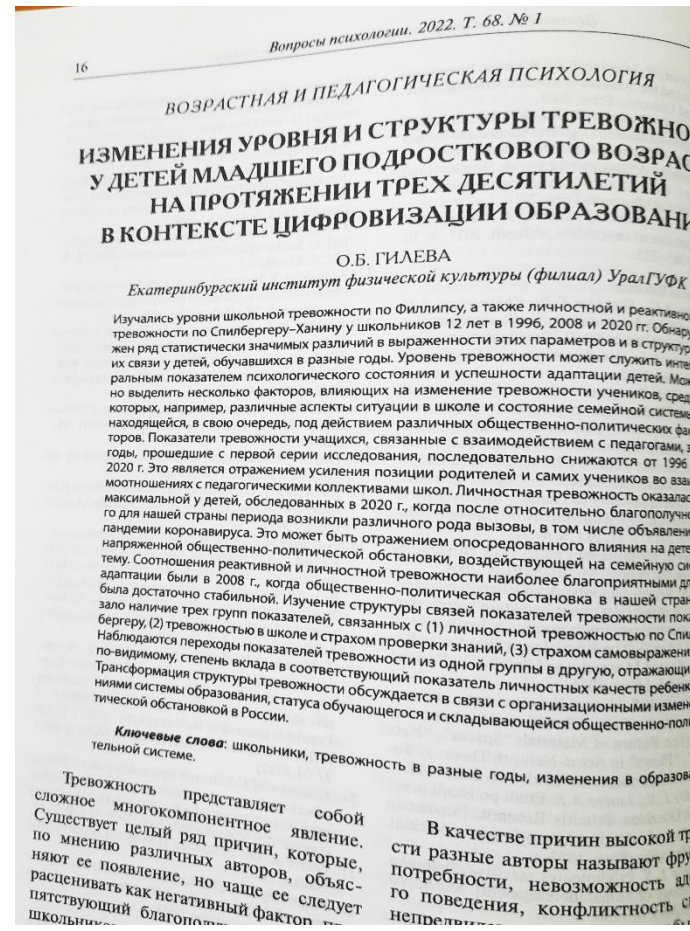 Вопросы психологии. 2022. Т. 68. № 1
16
ВОЗРАСТНАЯ И ПЕДАГОГИЧЕСКАЯ ПСИХОЛОГИЯ
ИЗМЕНЕНИЯ УРОВНЯ И СТРУКТУРЫ ТРЕВОЖНО
У ДЕТЕЙ МЛАДШЕГО ПОДРОСТКОВОГО ВОЗРАС
НА ПРОТЯЖЕНИИ ТРЕХ ДЕСЯТИЛЕТИЙ
В КОНТЕКСТЕ ЦИФРОВИЗАЦИИ ОБРАЗОВАНИ
О.Б. ГИЛЕВА
Екатеринбургский институт физической культуры (филиал) УралГУФК
Изучались уровни школьной тревожности по Филлипсу, а также личностной и реактивно
тревожности по Спилбергеру–Ханину у школьников 12 лет в 1996, 2008 и 2020 гг. Обнару
жен ряд статистически значимых различий в выраженности этих параметров и в структур
их связи у детей, обучавшихся в разные годы. Уровень тревожности может служить инте
ральным показателем психологического состояния и успешности адаптации детей. Мож
но выделить несколько факторов, влияющих на изменение тревожности учеников, сред
которых, например, различные аспекты ситуации в школе и состояние семейной системы
находящейся, в свою очередь, под действием различных общественно-политических фак
торов. Показатели тревожности учащихся, связанные с взаимодействием с педагогами, з
годы, прошедшие с первой серии исследования, последовательно снижаются от 1996
2020 г. Это является отражением усиления позиции родителей и самих учеников во взаи
моотношениях с педагогическими коллективами школ. Личностная тревожность оказалас
максимальной у детей, обследованных в 2020 г., когда после относительно благополучно
го для нашей страны периода возникли различного рода вызовы, в том числе объявлени
пандемии коронавируса. Это может быть отражением опосредованного влияния на дете
напряженной общественно-политической обстановки, воздействующей на семейную сис
тему. Соотношения реактивной и личностной тревожности наиболее благоприятными дл
адаптации были в 2008 г., когда общественно-политическая обстановка в нашей стран
была достаточно стабильной. Изучение структуры связей показателей тревожности пока
зало наличие трех групп показателей, связанных с (1) личностной тревожностью по Спил
бергеру, (2) тревожностью в школе и страхом проверки знаний, (3) страхом самовыражени
Наблюдаются переходы показателей тревожности из одной группы в другую, отражающи
по-видимому, степень вклада в соответствующий показатель личностных качеств ребенк
Трансформация структуры тревожности обсуждается в связи с организационными измене
ниями системы образования, статуса обучающегося и складывающейся общественно-поли
тической обстановкой в России.
Ключевые слова: школьники, тревожность в разные годы, изменения в образов
тельной системе.
Тревожность представляет собой
сложное многокомпонентное явление.
Существует целый ряд причин, которые,
по мнению различных авторов, объяс-
няют ее появление, но чаще ее следует
расценивать как негативный фактор, пре
пятствующий благополуч
школьников
В качестве причин высокой тр
сти разные авторы называют фру
потребности, невозможность ад
го поведения, конфликтность